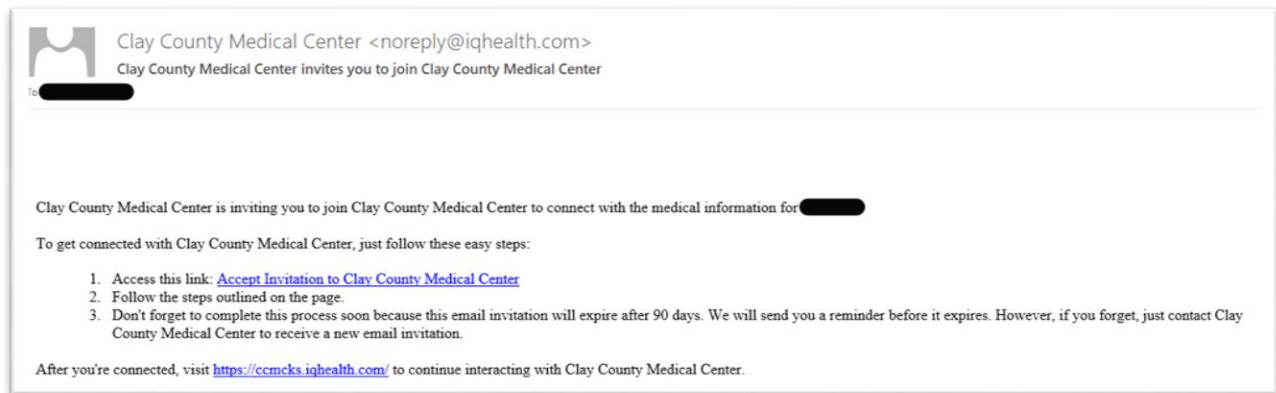 Clay County Medical Center <noreply@iqhealth.com>
Clay County Medical Center invites you to join Clay County Medical Center
To
Clay County Medical Center is inviting you to join Clay County Medical Center to connect with the medical information for
To get connected with Clay County Medical Center, just follow these easy steps:
1. Access this link: Accept Invitation to Clay County Medical Center
2. Follow the steps outlined on the page.
3. Don't forget to complete this process soon because this email invitation will expire after 90 days. We will send you a reminder before it expires. However, if you forget, just contact Clay
County Medical Center to receive a new email invitation.
After you're connected, visit https://ccmcks.iqhealth.com/ to continue interacting with Clay County Medical Center.